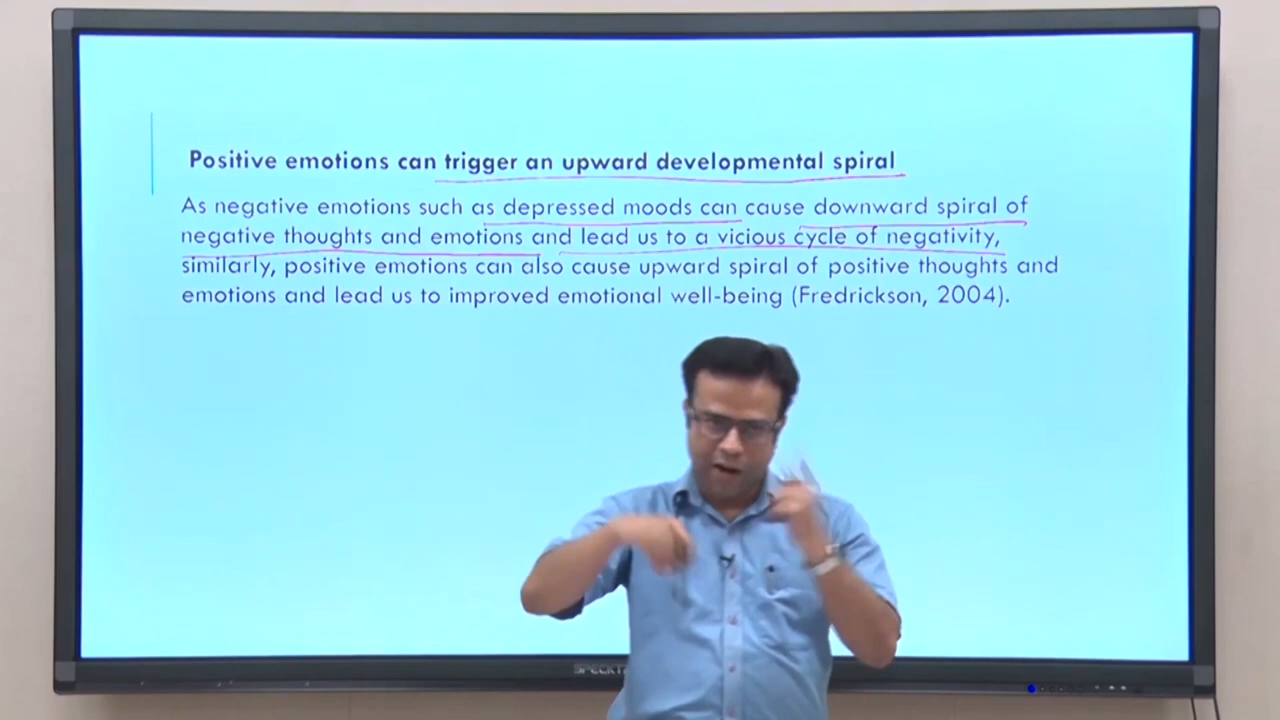 Positive emotions can trigger an upward developmental spiral
As negative emotions such as depressed moods can cause downward spiral of
negative thoughts and emotions and lead us to a vicious cycle of negativity,
similarly, positive emotions can also cause upward spiral of positive thoughts and
emotions and lead us to improved emotional well-being (Fredrickson, 2004).